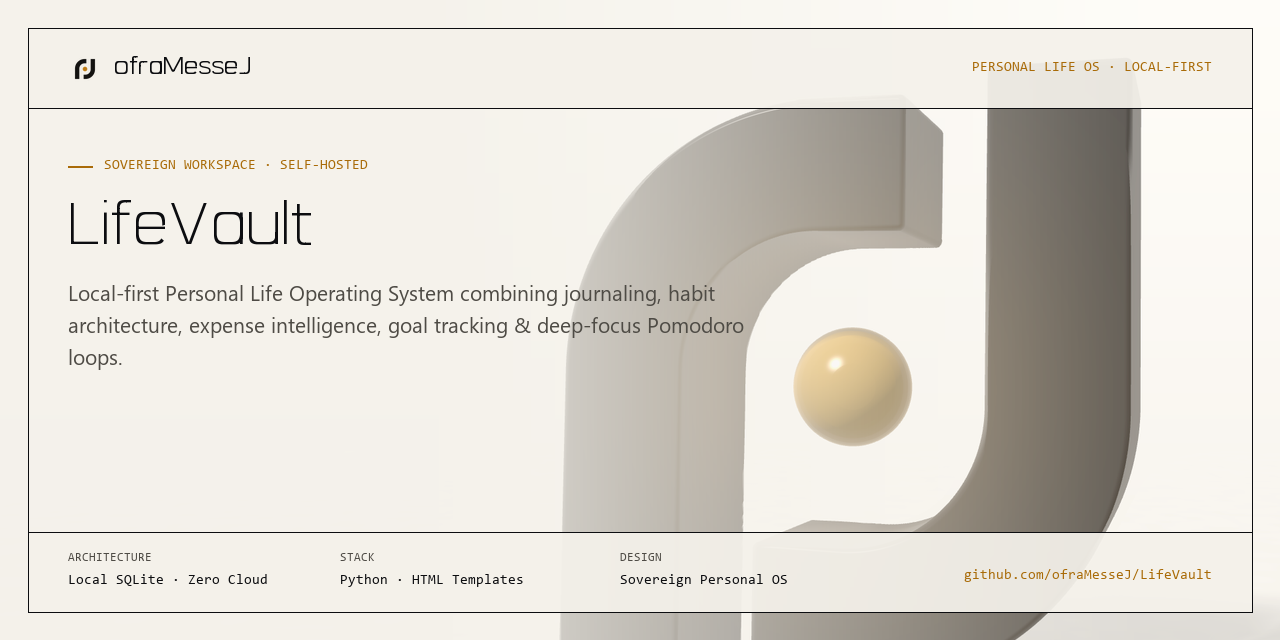 ofraMesseJ
PERSONAL LIFE OS · LOCAL-FIRST
SOVEREIGN WORKSPACE · SELF-HOSTED
LifeVault
Local-first Personal Life Operating System combining journaling, habit
architecture, expense intelligence, goal tracking & deep-focus Pomodoro
loops.
ARCHITECTURE
Local SQLite · Zero Cloud
STACK
Python · HTML Templates
DESIGN
Sovereign Personal OS
github.com/ofraMesseJ/LifeVault